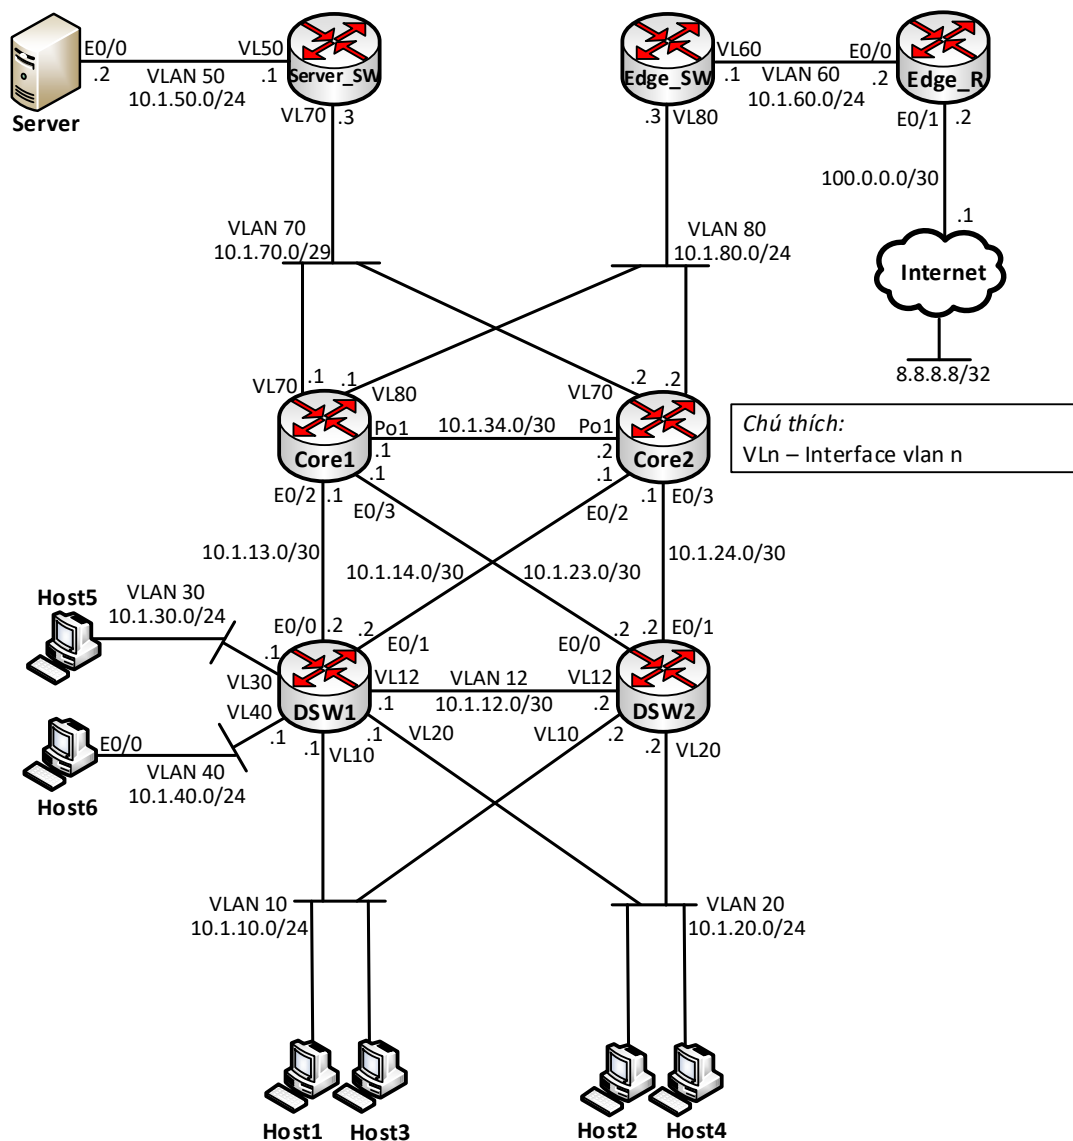 E0/0
VL50
.2
VLAN 50
.1
10.1.50.0/24
Server
Server_SW
VL70
.3
VL60
E0/0
.1
VLAN 60
.2
10.1.60.0/24
Edge_SW
Edge_R
.3
VL80
E0/1
.2
100.0.0.0/30
.1
Internet
8.8.8.8/32
VLAN 70
10.1.70.0/29
VLAN 80
10.1.80.0/24
VL70
.1
.1
VL80
VL70
.2
.2
Po1
10.1.34.0/30
Po1
.1
.2
Core1
Core2
Chú thích:
VLn – Interface vlan n
E0/2
.1
.1
E0/3
.1
E0/2
.1
E0/3
10.1.13.0/30
10.1.14.0/30
10.1.23.0/30
10.1.24.0/30
Host5
VLAN 30
10.1.30.0/24
E0/0
.2
.2
E0/1
E0/0
.2
.2
E0/1
.1
VL30
VL12
VLAN 12
VL12
.1
10.1.12.0/30
.2
DSW1
DSW2
VL40
.1
E0/0
VLAN 40
10.1.40.0/24
Host6
.1
VL10
.1
VL20
VL10
.2
.2
VL20
VLAN 10
10.1.10.0/24
VLAN 20
10.1.20.0/24
Host1
Host3
Host2
Host4